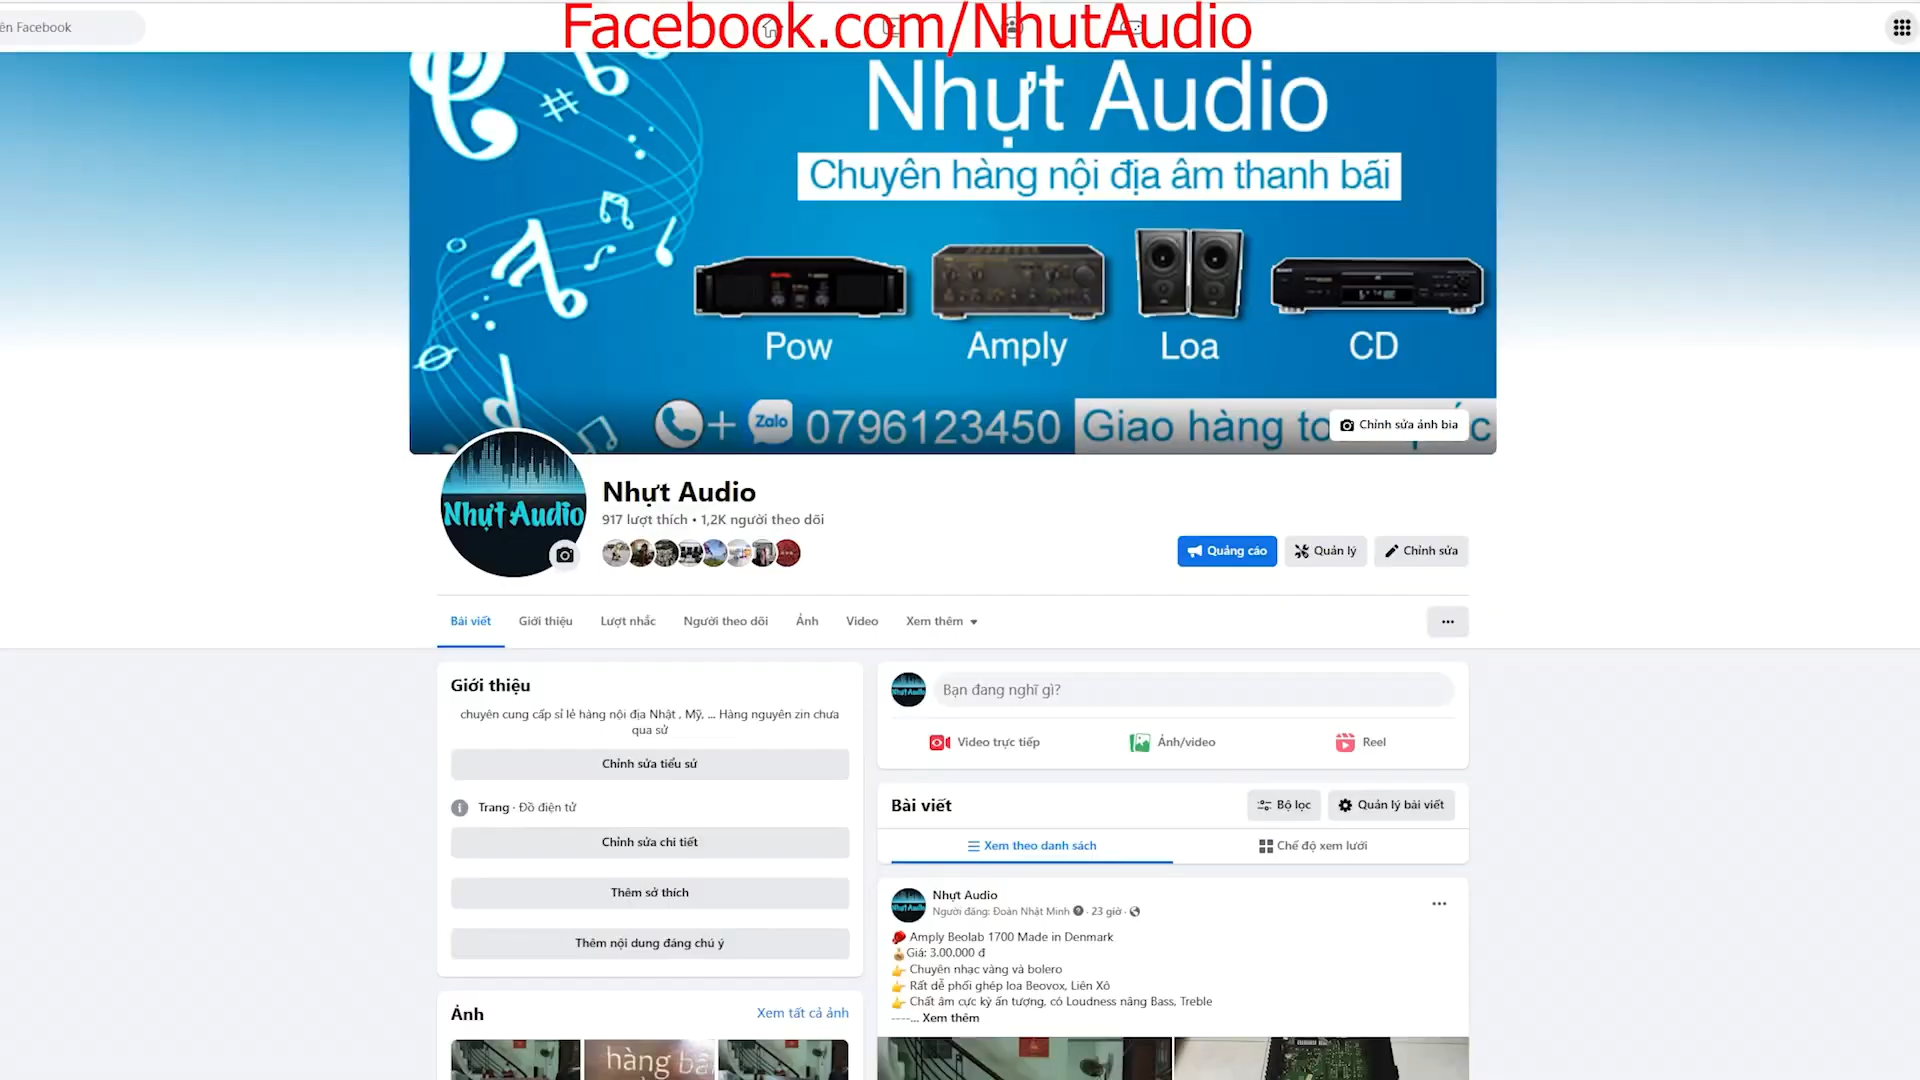 ên Facebook
Facebook.com/NhutAudio
Nhựt Audio
Chuyên hàng nội địa âm thanh bãi
Pow
Amply
Loa
CD
+ Zalo 0796123450
Giao hàng to
Chỉnh sửa ảnh bìa
Nhựt Audio
Nhựt Audio
917 lượt thích • 1,2K người theo dõi
Quảng cáo
Quản lý
Chỉnh sửa
Bài viết
Giới thiệu
Lượt nhắc
Người theo dõi
Ảnh
Video
Xem thêm
Giới thiệu
chuyên cung cấp sỉ lẻ hàng nội địa Nhật , Mỹ, ... Hàng nguyên zin chưa
qua sử
Chỉnh sửa tiểu sử
Trang · Đồ điện tử
Chỉnh sửa chi tiết
Thêm sở thích
Thêm nội dung đáng chú ý
Ảnh
Xem tất cả ảnh
hàng bã
Bạn đang nghĩ gì?
Video trực tiếp
Ảnh/video
Reel
Bài viết
Bộ lọc
Quản lý bài viết
Xem theo danh sách
Chế độ xem lưới
Nhựt Audio
Người đăng: Đoàn Nhật Minh · 23 giờ ·
Amply Beolab 1700 Made in Denmark
Giá: 3.00.000 đ
Chuyên nhạc vàng và bolero
Rất dễ phối ghép loa Beovox, Liên Xô
Chất âm cực kỳ ấn tượng, có Loudness nâng Bass, Treble
----... Xem thêm